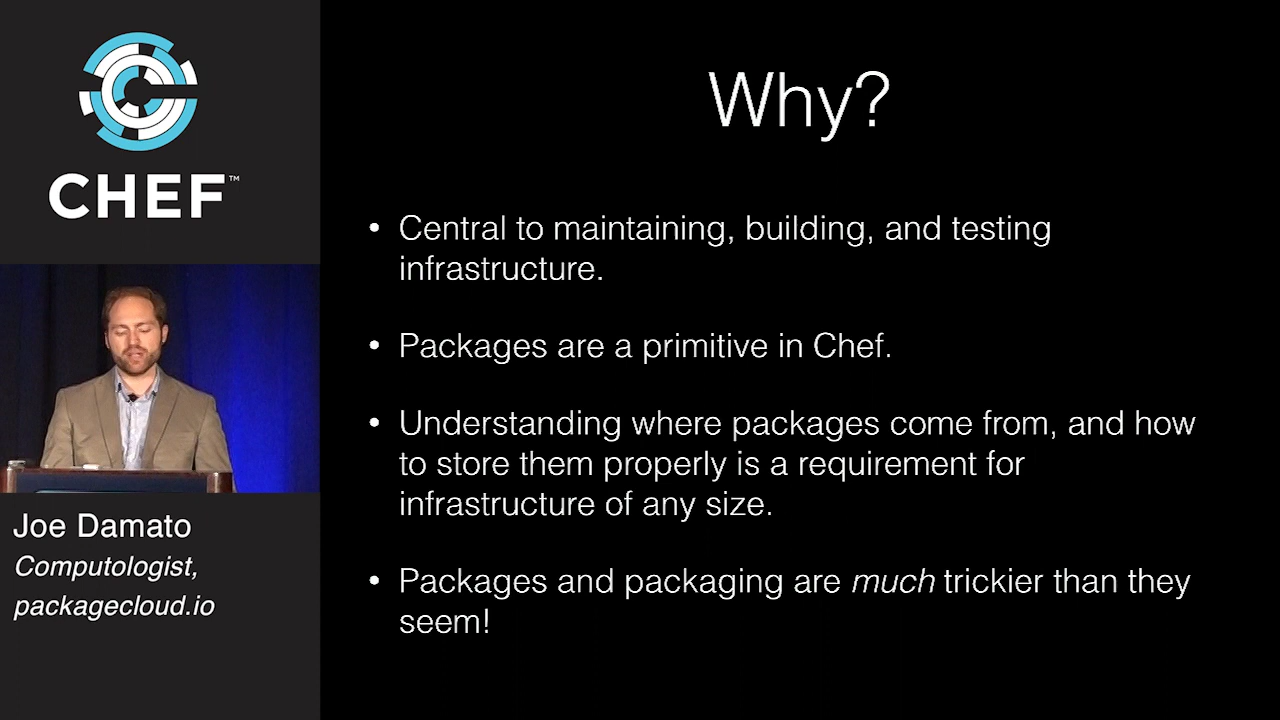 CHEF™
Joe Damato
Computologist,
packagecloud.io
Why?
• Central to maintaining, building, and testing
infrastructure.
• Packages are a primitive in Chef.
• Understanding where packages come from, and how
to store them properly is a requirement for
infrastructure of any size.
• Packages and packaging are much trickier than they
seem!